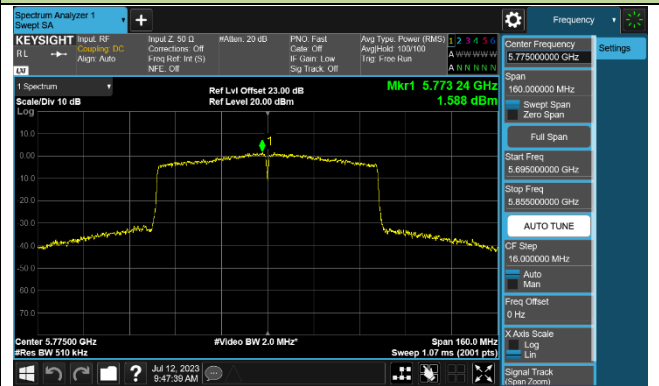 Spectrum Analyzer 1
Swept SA
Frequency
KEYSIGHT
RL
LXI
Input: RF
Coupling: DC
Align: Auto
Input Z: 50 Ω
Corrections: Off
Freq Ref: Int (S)
NFE: Off
#Atten: 20 dB
PNO: Fast
Gate: Off
IF Gain: Low
Sig Track: Off
Avg Type: Power (RMS)
Avg|Hold: 100/100
Trig: Free Run
1 2 3 4 5 6
A W W W W W
A N N N N N
1 Spectrum
Scale/Div 10 dB
Log
Ref Lvl Offset 23.00 dB
Ref Level 20.00 dBm
Mkr1 5.773 24 GHz
1.588 dBm
1
10.0
0.00
-10.0
-20.0
-30.0
-40.0
-50.0
-60.0
-70.0
Center 5.77500 GHz
#Res BW 510 kHz
#Video BW 2.0 MHz*
Span 160.0 MHz
Sweep 1.07 ms (2001 pts)
Jul 12, 2023
9:47:39 AM
Center Frequency
5.775000000 GHz
Settings
Span
160.000000 MHz
Swept Span
Zero Span
Full Span
Start Freq
5.695000000 GHz
Stop Freq
5.855000000 GHz
AUTO TUNE
CF Step
16.000000 MHz
Auto
Man
Freq Offset
0 Hz
X Axis Scale
Log
Lin
Signal Track
(Span Zoom)